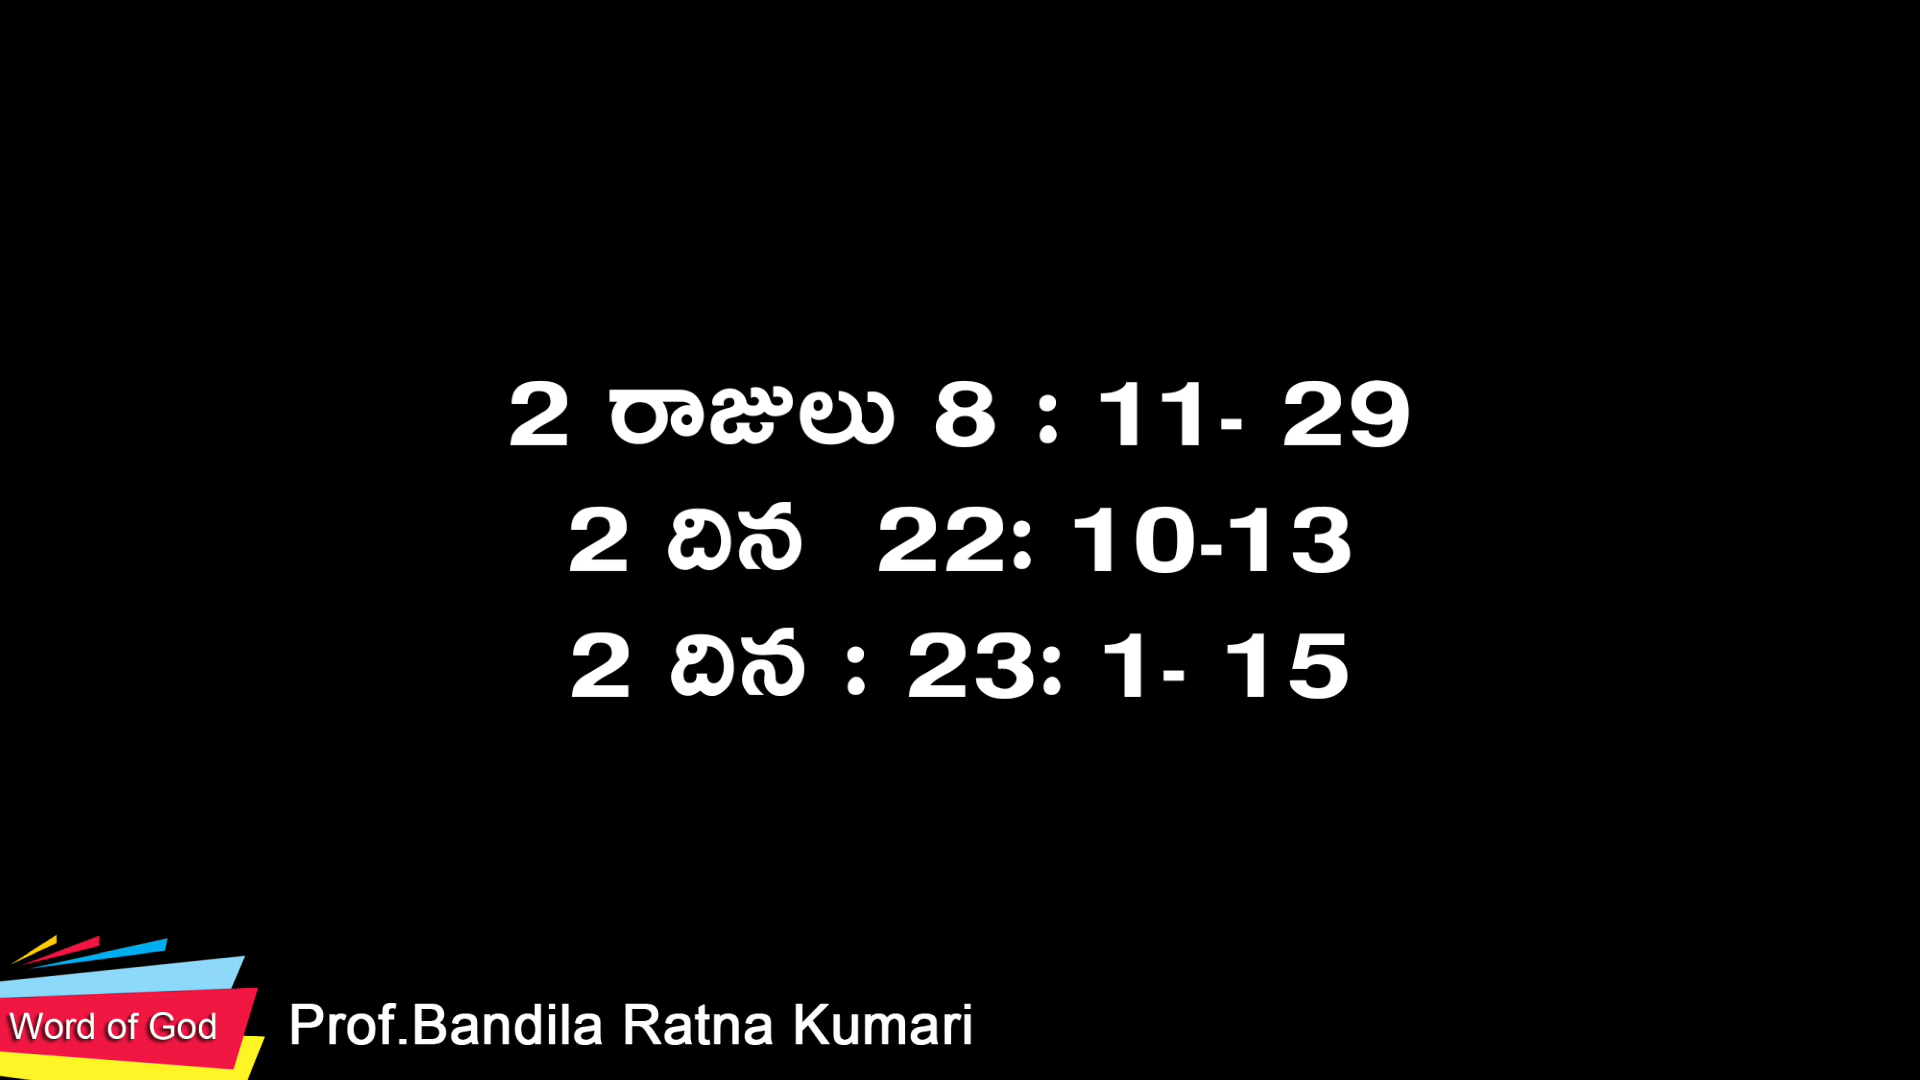 2 రాజులు 8 : 11- 29
2 దిన 22: 10-13
2 దిన : 23: 1- 15
Word of God
Prof.Bandila Ratna Kumari